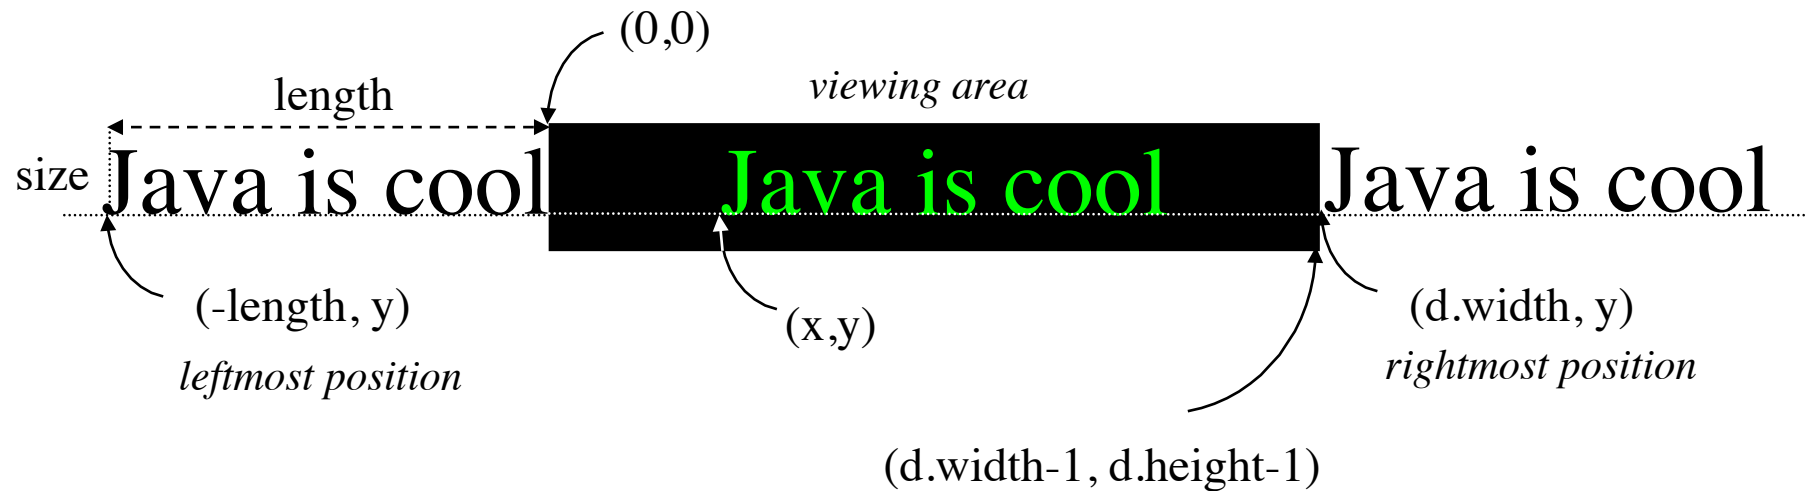 (0,0)
viewing area
length
size
Java is cool
Java is cool
Java is cool
(-length, y)
(x,y)
(d.width, y)
leftmost position
rightmost position
(d.width-1, d.height-1)